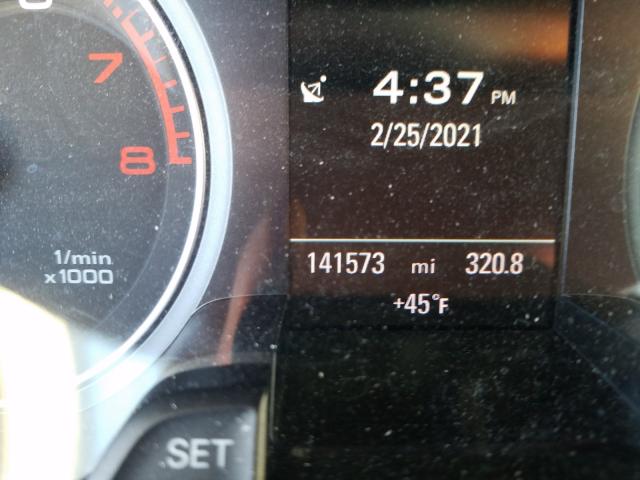 7
8
1/min
x1000
4:37 PM
2/25/2021
141573 mi 320.8
+45°F
SET